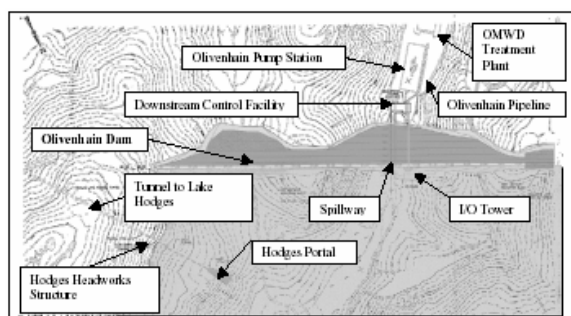 OMWD
Treatment
Plant
Olivenhain Pump Station
Downstream Control Facility
Olivenhain Pipeline
Olivenhain Dam
Tunnel to Lake
Hodges
Spillway
I/O Tower
Hodges Portal
Hodges Headworks
Structure